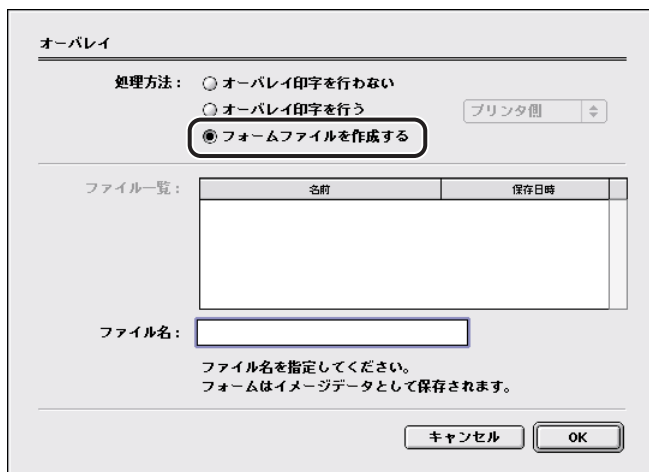 オーバレイ
処理方法： オーバレイ印字を行わない
オーバレイ印字を行う プリンタ側
フォームファイルを作成する
ファイル一覧： 名前 保存日時
ファイル名：
ファイル名を指定してください。
フォームはイメージデータとして保存されます。
キャンセル OK